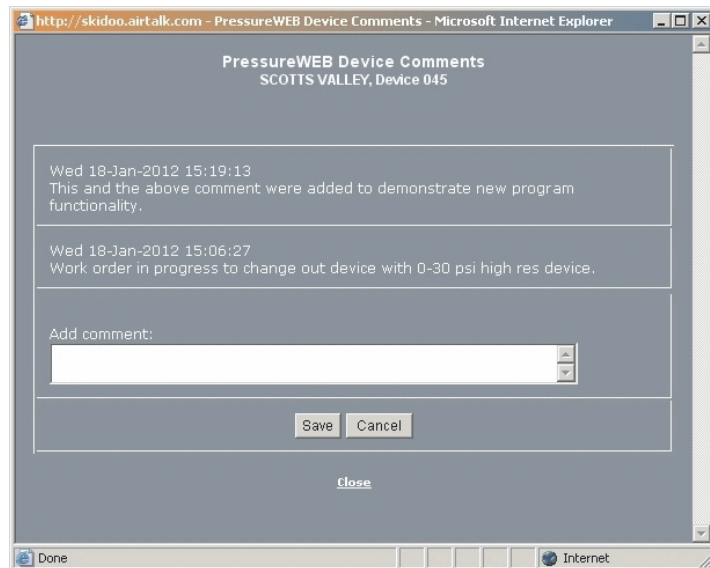 http://skidoo.airtalk.com - PressureWEB Device Comments - Microsoft Internet Explorer
PressureWEB Device Comments
SCOTTS VALLEY, Device 045
Wed 18-Jan-2012 15:19:13
This and the above comment were added to demonstrate new program
functionality.
Wed 18-Jan-2012 15:06:27
Work order in progress to change out device with 0-30 psi high res device.
Add comment:
Save Cancel
Close
Done Internet